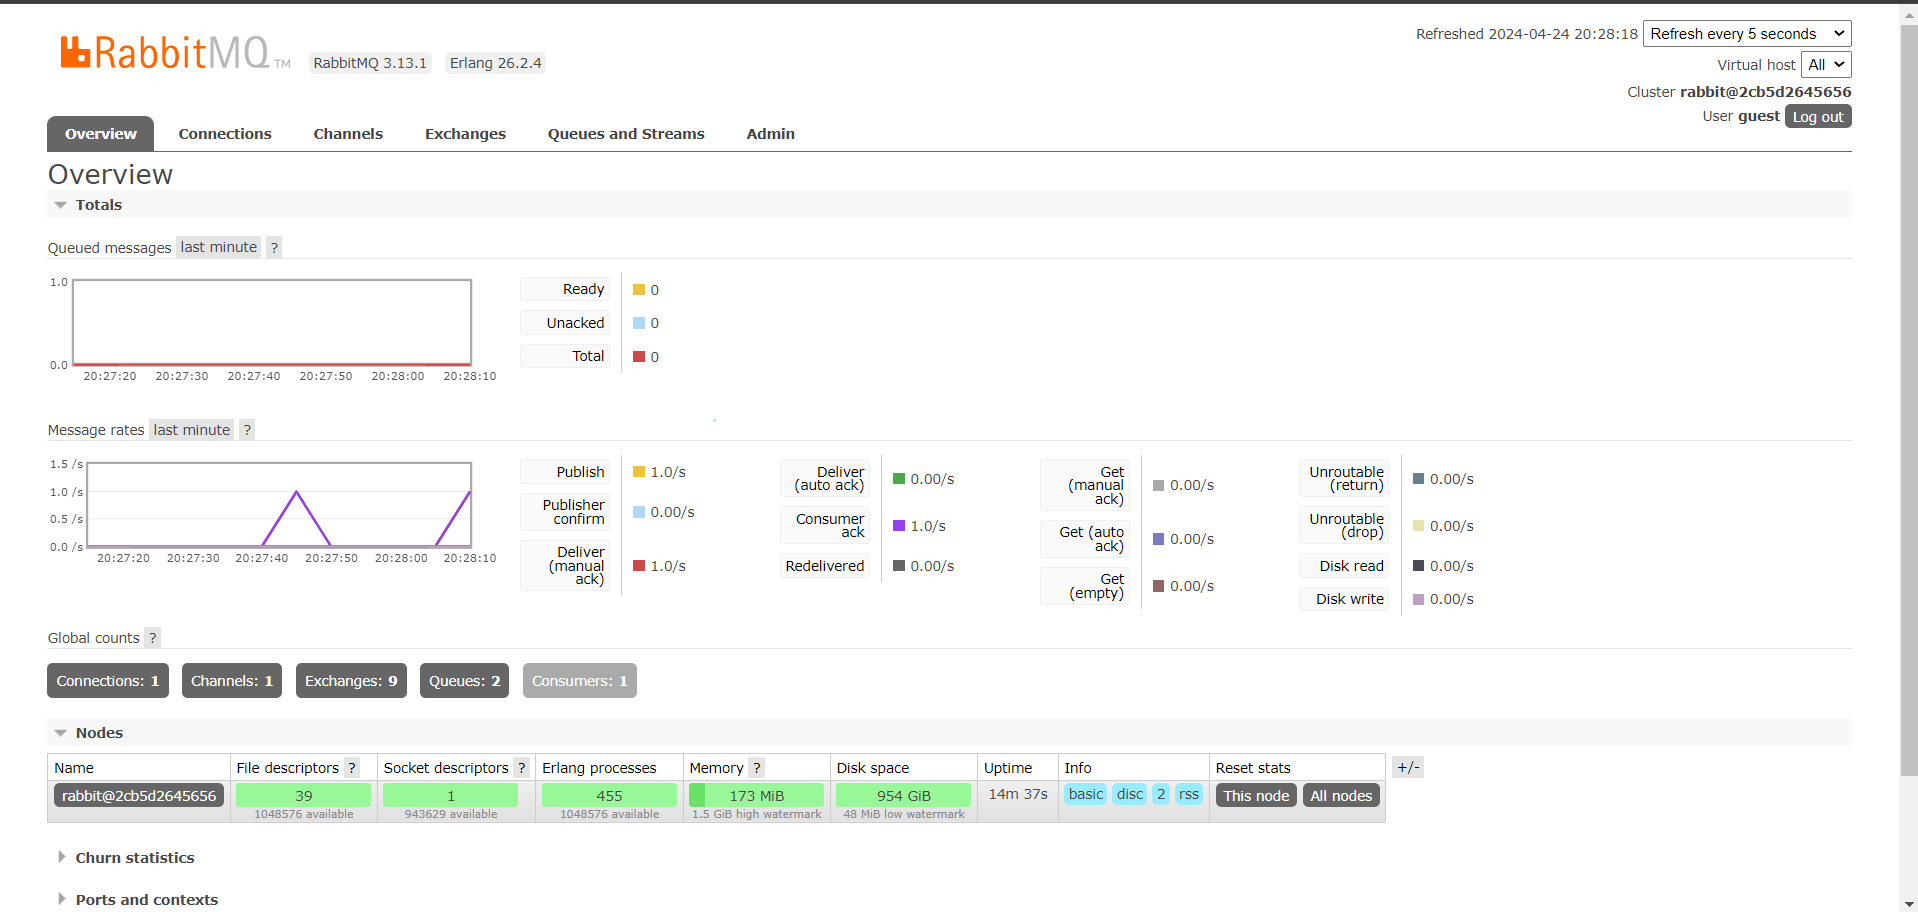 RabbitMQ TM RabbitMQ 3.13.1 Erlang 26.2.4
Refreshed 2024-04-24 20:28:18 Refresh every 5 seconds
Virtual host All
Cluster rabbit@2cb5d2645656
User guest Log out
Overview Connections Channels Exchanges Queues and Streams Admin
Overview
Totals
Queued messages last minute ?
1.0
0.0
20:27:20 20:27:30 20:27:40 20:27:50 20:28:00 20:28:10
Ready 0
Unacked 0
Total 0
Message rates last minute ?
1.5 /s
1.0 /s
0.5 /s
0.0 /s
20:27:20 20:27:30 20:27:40 20:27:50 20:28:00 20:28:10
Publish 1.0/s
Publisher
confirm 0.00/s
Deliver
(manual
ack) 1.0/s
Deliver
(auto ack) 0.00/s
Consumer
ack 1.0/s
Redelivered 0.00/s
Get
(manual
ack) 0.00/s
Get (auto
ack) 0.00/s
Get
(empty) 0.00/s
Unroutable
(return) 0.00/s
Unroutable
(drop) 0.00/s
Disk read 0.00/s
Disk write 0.00/s
Global counts ?
Connections: 1 Channels: 1 Exchanges: 9 Queues: 2 Consumers: 1
Nodes
Name File descriptors ? Socket descriptors ? Erlang processes Memory ? Disk space Uptime Info Reset stats +/-
rabbit@2cb5d2645656 39 1 455 173 MiB 954 GiB 14m 37s basic disc 2 rss This node All nodes
1048576 available 943629 available 1048576 available 1.5 GiB high watermark 48 MiB low watermark
Churn statistics
Ports and contexts